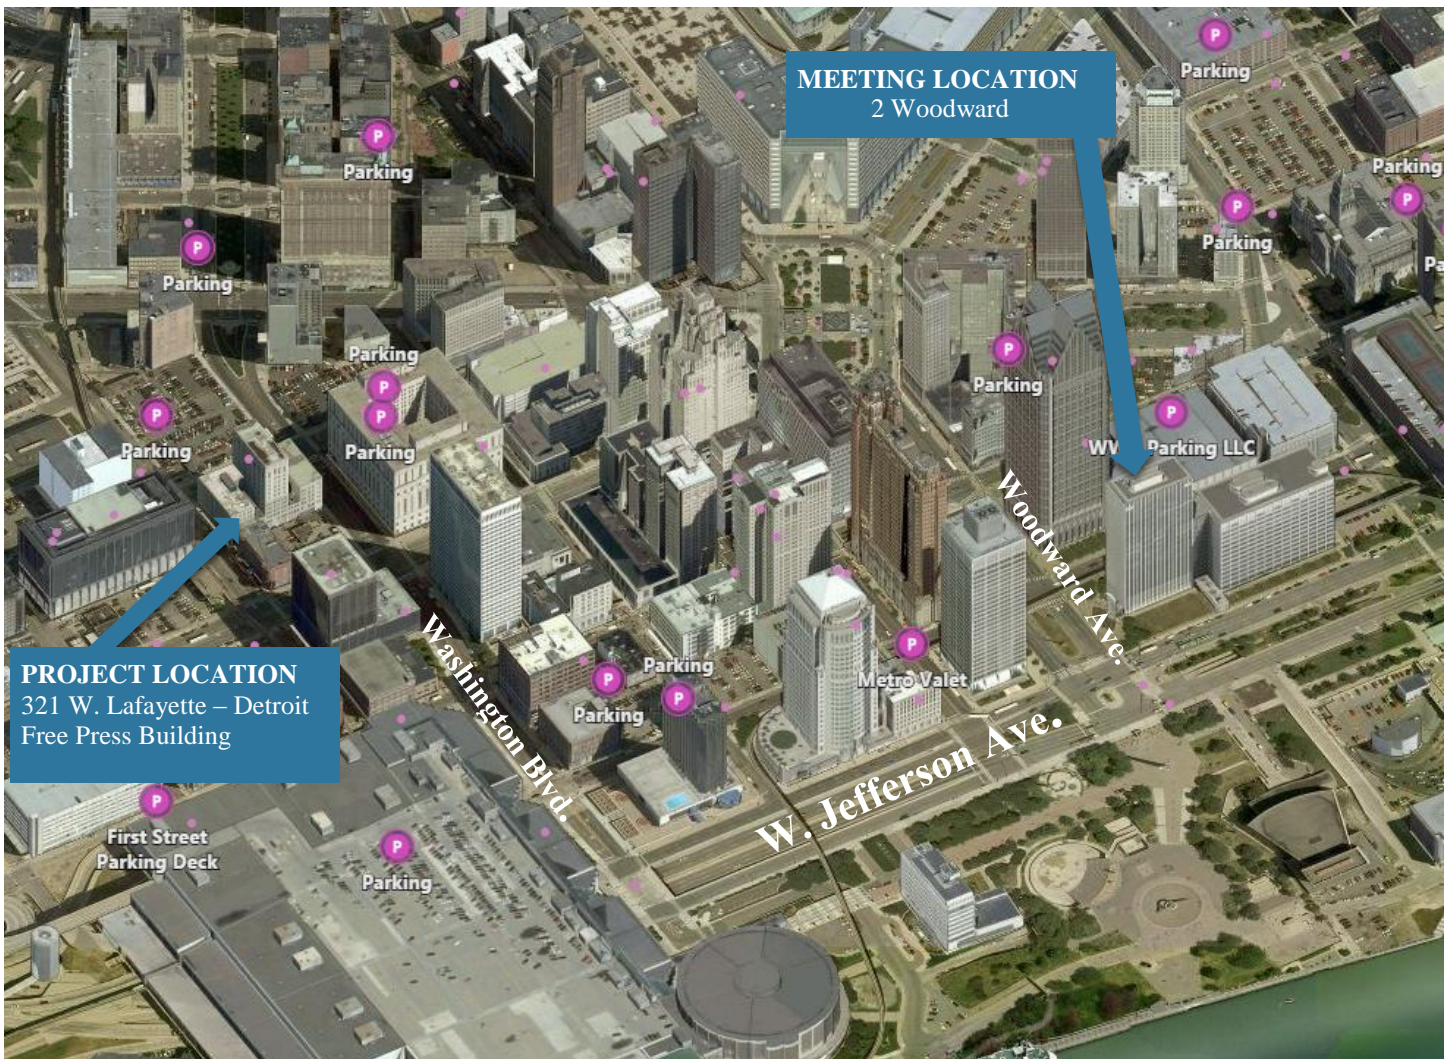 MEETING LOCATION
2 Woodward
P
Parking
P
Parking
Parking
P
P
Parking
P
Parking
P
Parking
P
P
P
Parking
P
Parking
P
Parking LLC
Parking
Woodward Ave.
PROJECT LOCATION
321 W. Lafayette – Detroit
Free Press Building
Washington Blvd.
P
Parking
Parking
P
P
Metro Valet
W. Jefferson Ave.
P
First Street
Parking Deck
P
Parking